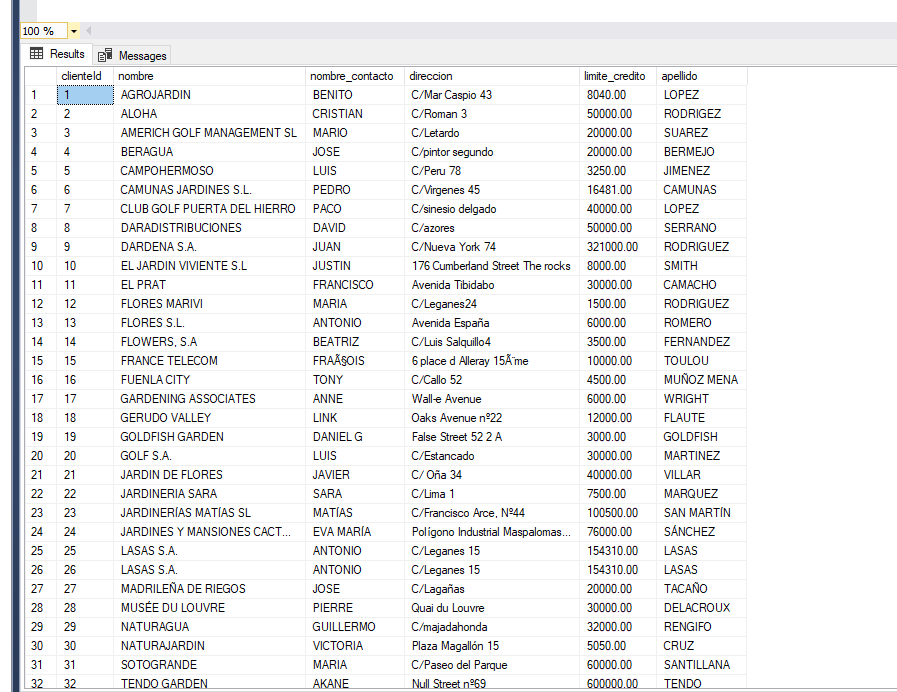 100 %
Results Messages
clienteId nombre nombre_contacto direccion limite_credito apellido
1 1 AGROJARDIN BENITO C/Mar Caspio 43 8040.00 LOPEZ
2 2 ALOHA CRISTIAN C/Roman 3 50000.00 RODRIGEZ
3 3 AMERICH GOLF MANAGEMENT SL MARIO C/Letardo 20000.00 SUAREZ
4 4 BERAGUA JOSE C/pintor segundo 20000.00 BERMEJO
5 5 CAMPOHERMOSO LUIS C/Peru 78 3250.00 JIMENEZ
6 6 CAMUNAS JARDINES S.L. PEDRO C/Virgenes 45 16481.00 CAMUNAS
7 7 CLUB GOLF PUERTA DEL HIERRO PACO C/sinesio delgado 40000.00 LOPEZ
8 8 DARADISTRIBUCIONES DAVID C/azores 50000.00 SERRANO
9 9 DARDENA S.A. JUAN C/Nueva York 74 321000.00 RODRIGUEZ
10 10 EL JARDIN VIVIENTE S.L JUSTIN 176 Cumberland Street The rocks 8000.00 SMITH
11 11 EL PRAT FRANCISCO Avenida Tibidabo 30000.00 CAMACHO
12 12 FLORES MARIVI MARIA C/Leganes24 1500.00 RODRIGUEZ
13 13 FLORES S.L. ANTONIO Avenida España 6000.00 ROMERO
14 14 FLOWERS, S.A BEATRIZ C/Luis Salquillo4 3500.00 FERNANDEZ
15 15 FRANCE TELECOM FRAÃ§OIS 6 place d Alleray 15Ã¨me 10000.00 TOULOU
16 16 FUENLA CITY TONY C/Callo 52 4500.00 MUÑOZ MENA
17 17 GARDENING ASSOCIATES ANNE Wall-e Avenue 6000.00 WRIGHT
18 18 GERUDO VALLEY LINK Oaks Avenue nº22 12000.00 FLAUTE
19 19 GOLDFISH GARDEN DANIEL G False Street 52 2 A 3000.00 GOLDFISH
20 20 GOLF S.A. LUIS C/Estancado 30000.00 MARTINEZ
21 21 JARDIN DE FLORES JAVIER C/ Oña 34 40000.00 VILLAR
22 22 JARDINERIA SARA SARA C/Lima 1 7500.00 MARQUEZ
23 23 JARDINERÍAS MATÍAS SL MATÍAS C/Francisco Arce, Nº44 100500.00 SAN MARTÍN
24 24 JARDINES Y MANSIONES CACT... EVA MARÍA Polígono Industrial Maspalomas... 76000.00 SÁNCHEZ
25 25 LASAS S.A. ANTONIO C/Leganes 15 154310.00 LASAS
26 26 LASAS S.A. ANTONIO C/Leganes 15 154310.00 LASAS
27 27 MADRILEÑA DE RIEGOS JOSE C/Lagañas 20000.00 TACAÑO
28 28 MUSÉE DU LOUVRE PIERRE Quai du Louvre 30000.00 DELACROUX
29 29 NATURAGUA GUILLERMO C/majadahonda 32000.00 RENGIFO
30 30 NATURAJARDIN VICTORIA Plaza Magallón 15 5050.00 CRUZ
31 31 SOTOGRANDE MARIA C/Paseo del Parque 60000.00 SANTILLANA
32 32 TENDO GARDEN AKANE Null Street nº69 600000.00 TENDO